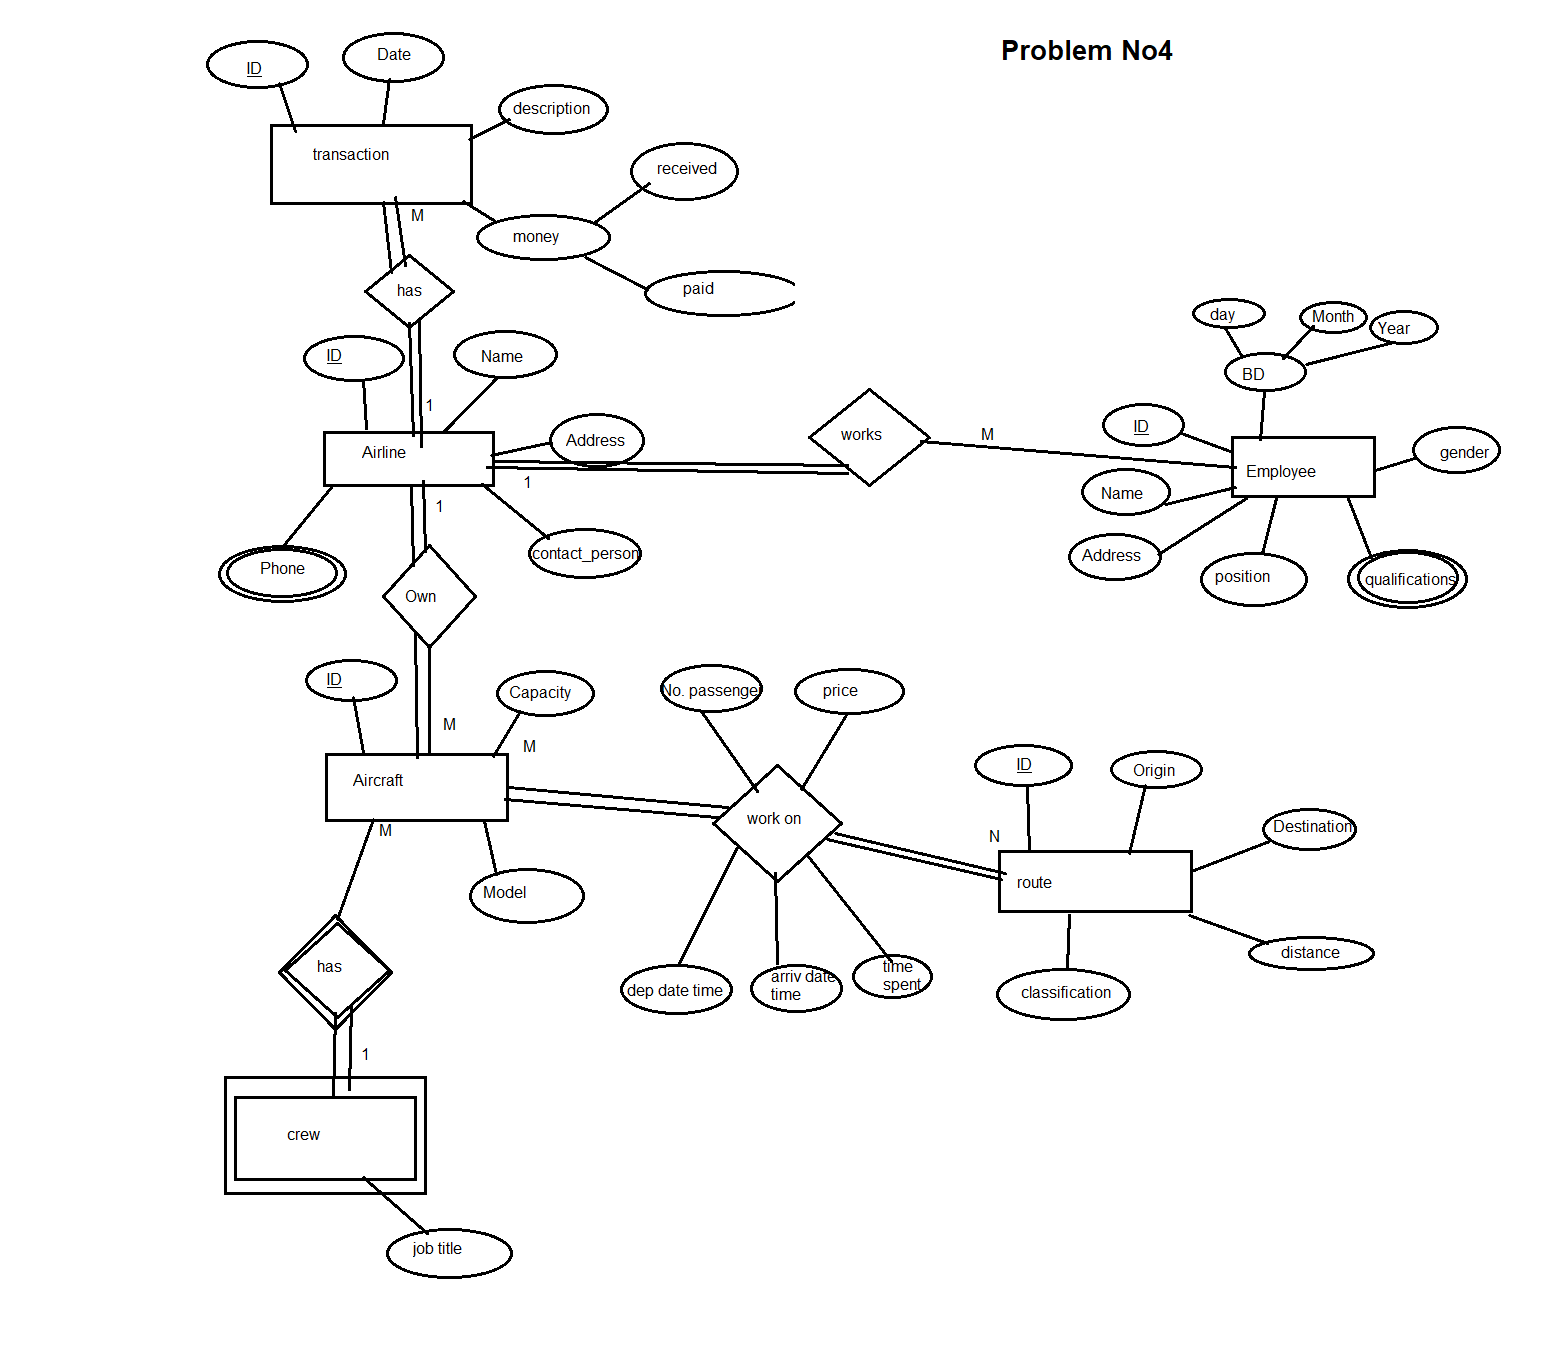 Problem No4
ID
Date
description
transaction
received
money
paid
M
has
ID
Name
1
Airline
Address
1
1
Phone
contact_person
works
M
day
Month
Year
BD
ID
Employee
gender
Name
Address
position
qualifications
Own
ID
Capacity
M
M
Aircraft
M
Model
No. passenge
price
work on
dep date time
arriv date
time
time
spent
N
ID
Origin
Destination
route
distance
classification
has
1
crew
job title